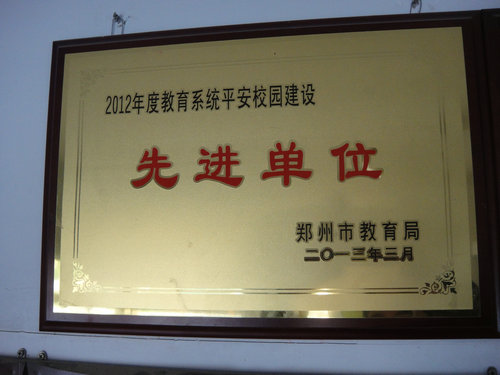 2012年度教育系统平安校园建设
先进单位
郑州市教育局
二〇一三年三月